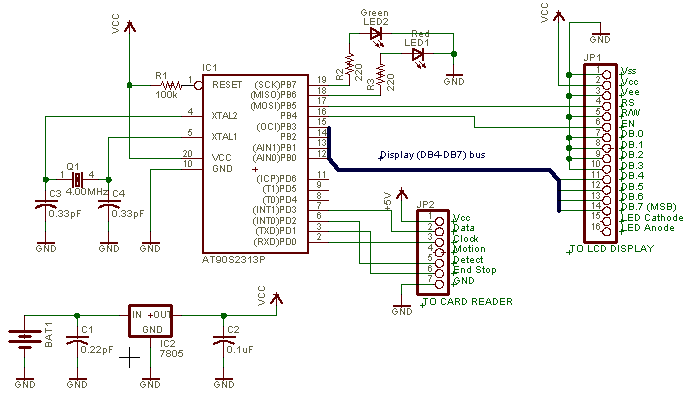 VCC
Green
LED2
Red
LED1
VCC
GND
R2
220
R3
220
GND
IC1
R1
100k
1
RESET
4
XTAL2
5
XTAL1
20
VCC
10
GND
(SCK)PB7
19
(MISO)PB6
18
(MOSI)PB5
17
PB4
16
(OCI)PB3
15
PB2
14
(AIN1)PB1
13
(AIN0)PB0
12
(ICP)PD6
11
(T1)PD5
9
(T0)PD4
8
(INT1)PD3
7
(INT0)PD2
6
(TXD)PD1
3
(RXD)PD0
2
AT90S2313P
Q1
4.00MHz
C3
0.33pF
C4
0.33pF
GND
GND
GND
Display (DB4-DB7) bus
JP1
1
Vss
2
Vcc
3
Vee
4
RS
5
R/W
6
EN
7
DB.0
8
DB.1
9
DB.2
10
DB.3
11
DB.4
12
DB.5
13
DB.6
14
DB.7 (MSB)
15
LED Cathode
16
LED Anode
TO LCD DISPLAY
+5V
JP2
1
Vcc
2
Data
3
Clock
4
Motion
5
Detect
6
End Stop
7
GND
GND
TO CARD READER
VCC
BAT1
C1
0.22pF
IN
+OUT
GND
IC2
7805
C2
0.1uF
GND
GND
GND
GND